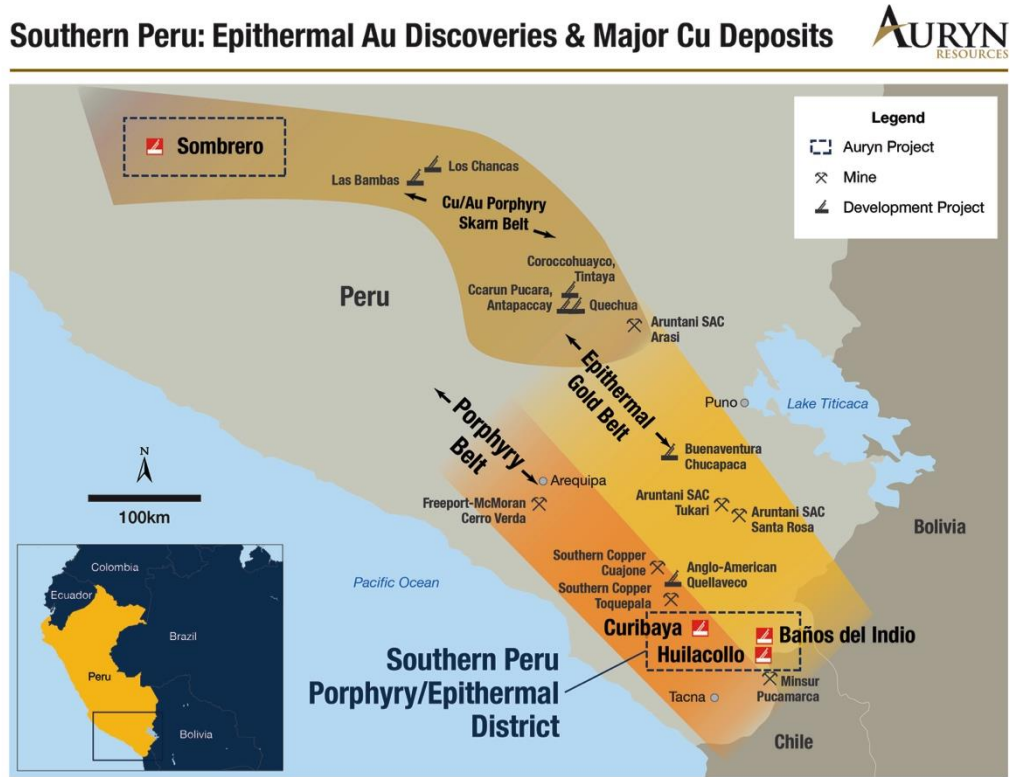 Southern Peru: Epithermal Au Discoveries & Major Cu Deposits
AURYN
RESOURCES
Legend
Auryn Project
Mine
Development Project
Sombrero
Los Chancas
Las Bambas
Cu/Au Porphyry
Skarn Belt
Coroccohuayco,
Tintaya
Ccarun Pucara,
Antapaccay
Quechua
Peru
Aruntani SAC
Arasi
Epithermal
Gold Belt
Puno
Lake Titicaca
Porphyry
Belt
Buenaventura
Chucapaca
Arequipa
N
100km
Freeport-McMoran
Cerro Verda
Aruntani SAC
Tukari
Aruntani SAC
Santa Rosa
Bolivia
Southern Copper
Cuajone
Anglo-American
Quellaveco
Southern Copper
Toquepala
Pacific Ocean
Curibaya
Baños del Indio
Huilacollo
Southern Peru
Porphyry/Epithermal
District
Minsur
Pucamarca
Tacna
Chile
Colombia
Ecuador
Brazil
Peru
Bolivia